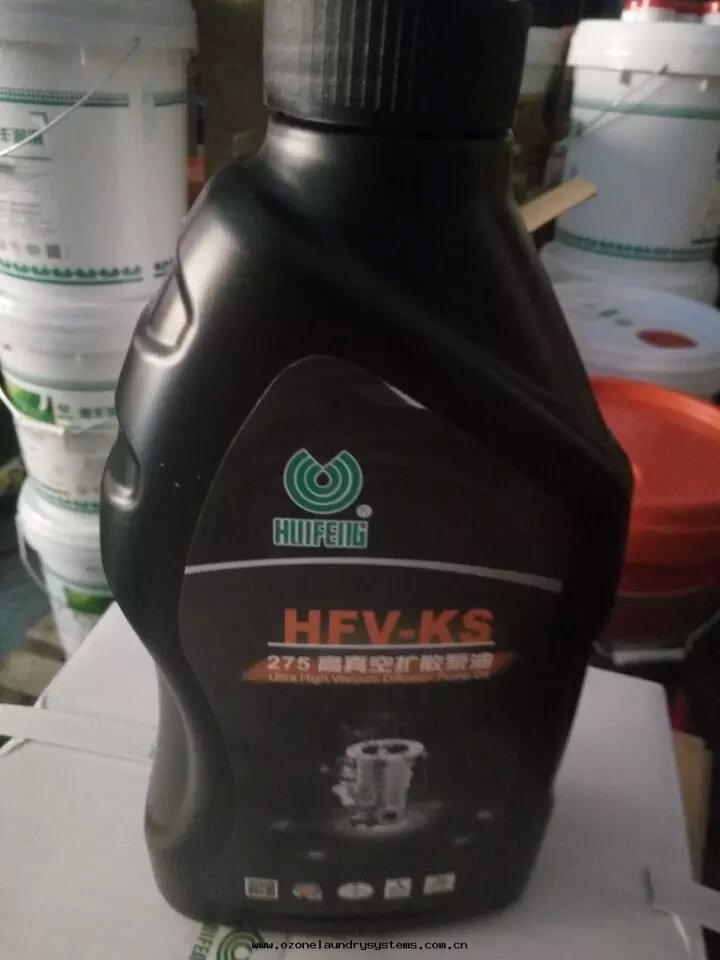 HUIFENG
®
HFV-KS
275 高真空扩散泵油
Ultra High Vacuum Diffusion Pump Oil
HUIFENG
www.ozonelaundrysystems.com.cn